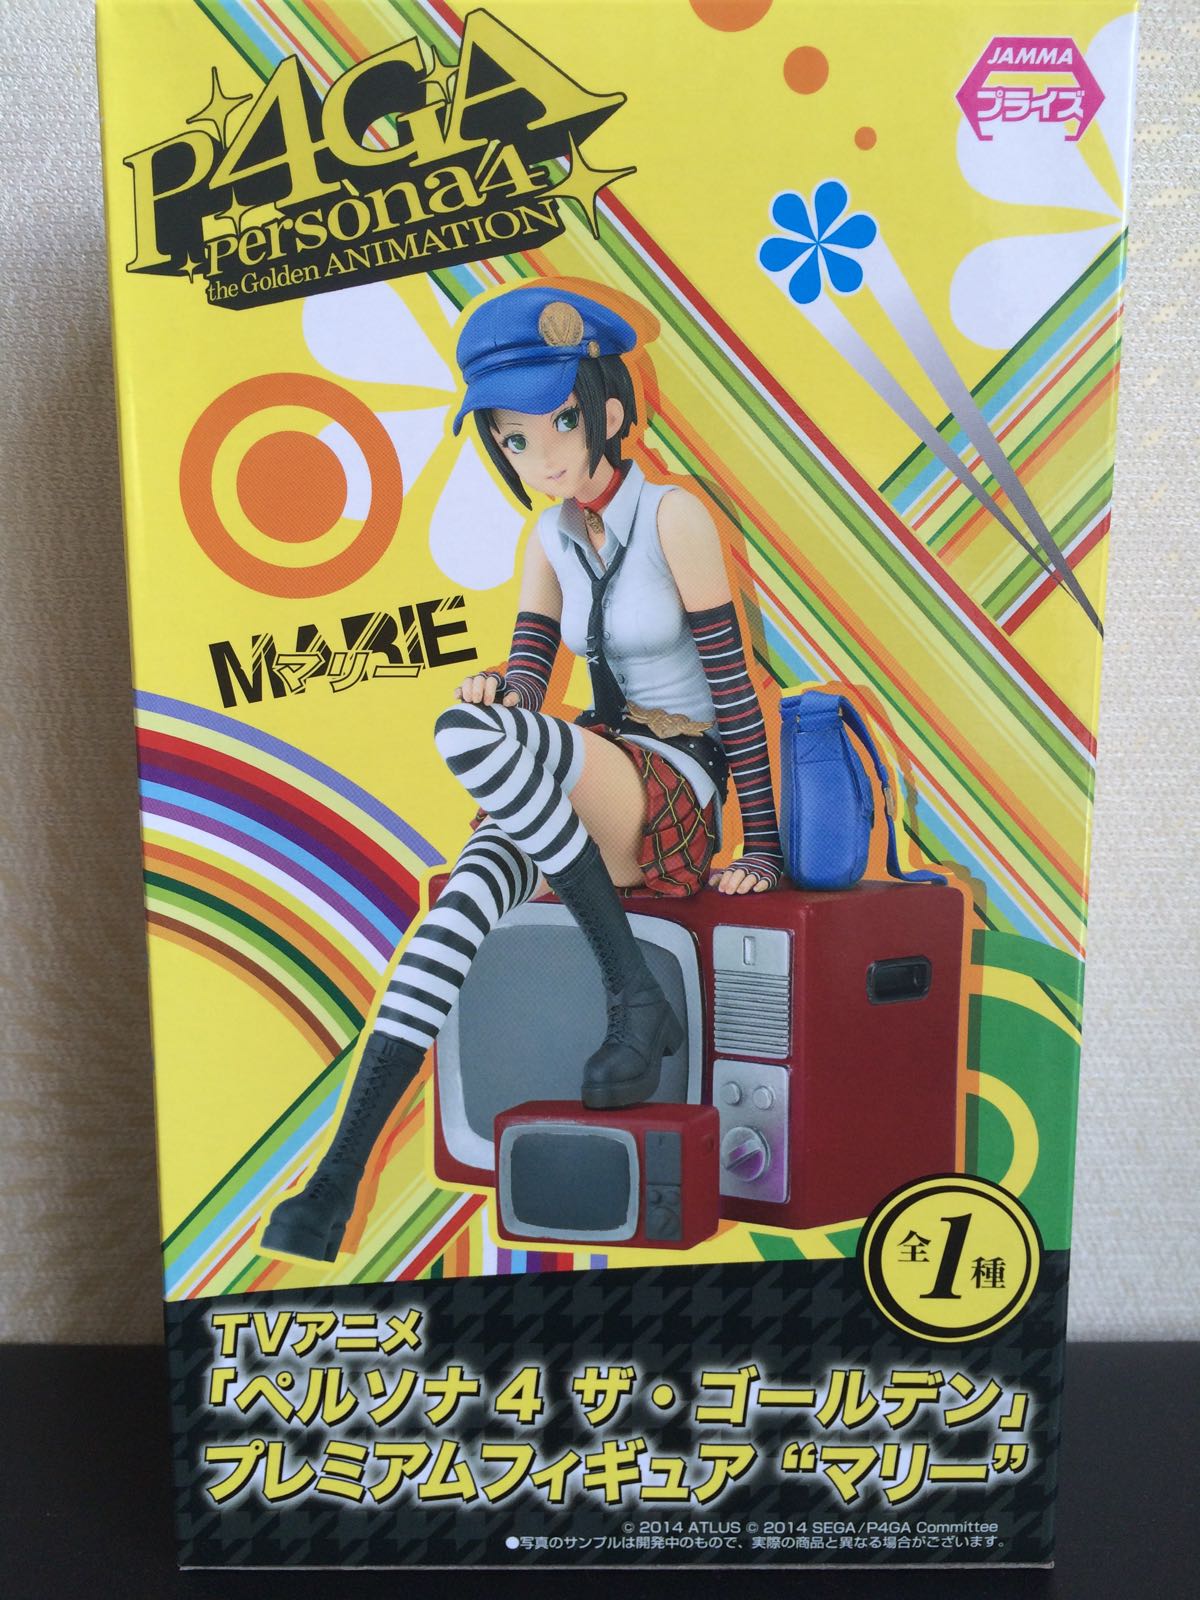 P4GA
Persona4
the Golden ANIMATION
JAMMA
プライズ
MARIE
マリー
全1種
TVアニメ
「ペルソナ4 ザ・ゴールデン」
プレミアムフィギュア “マリー”
© 2014 ATLUS © 2014 SEGA/P4GA Committee
●写真のサンプルは開発中のもので、実際の商品と異なる場合がございます。